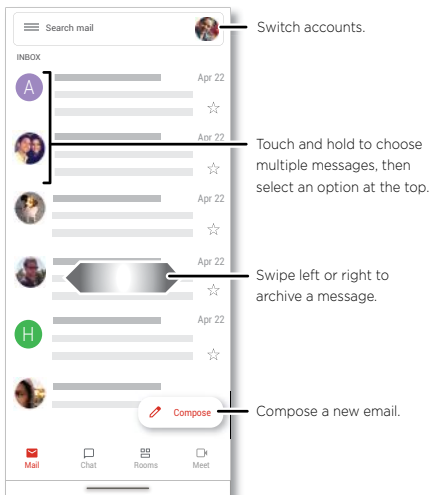 Search mail
Switch accounts.
INBOX
A
Apr 22
Apr 22
Touch and hold to choose
multiple messages, then
select an option at the top.
Apr 22
Apr 22
Swipe left or right to
archive a message.
H
Apr 22
Compose
Compose a new email.
Mail
Chat
Rooms
Meet